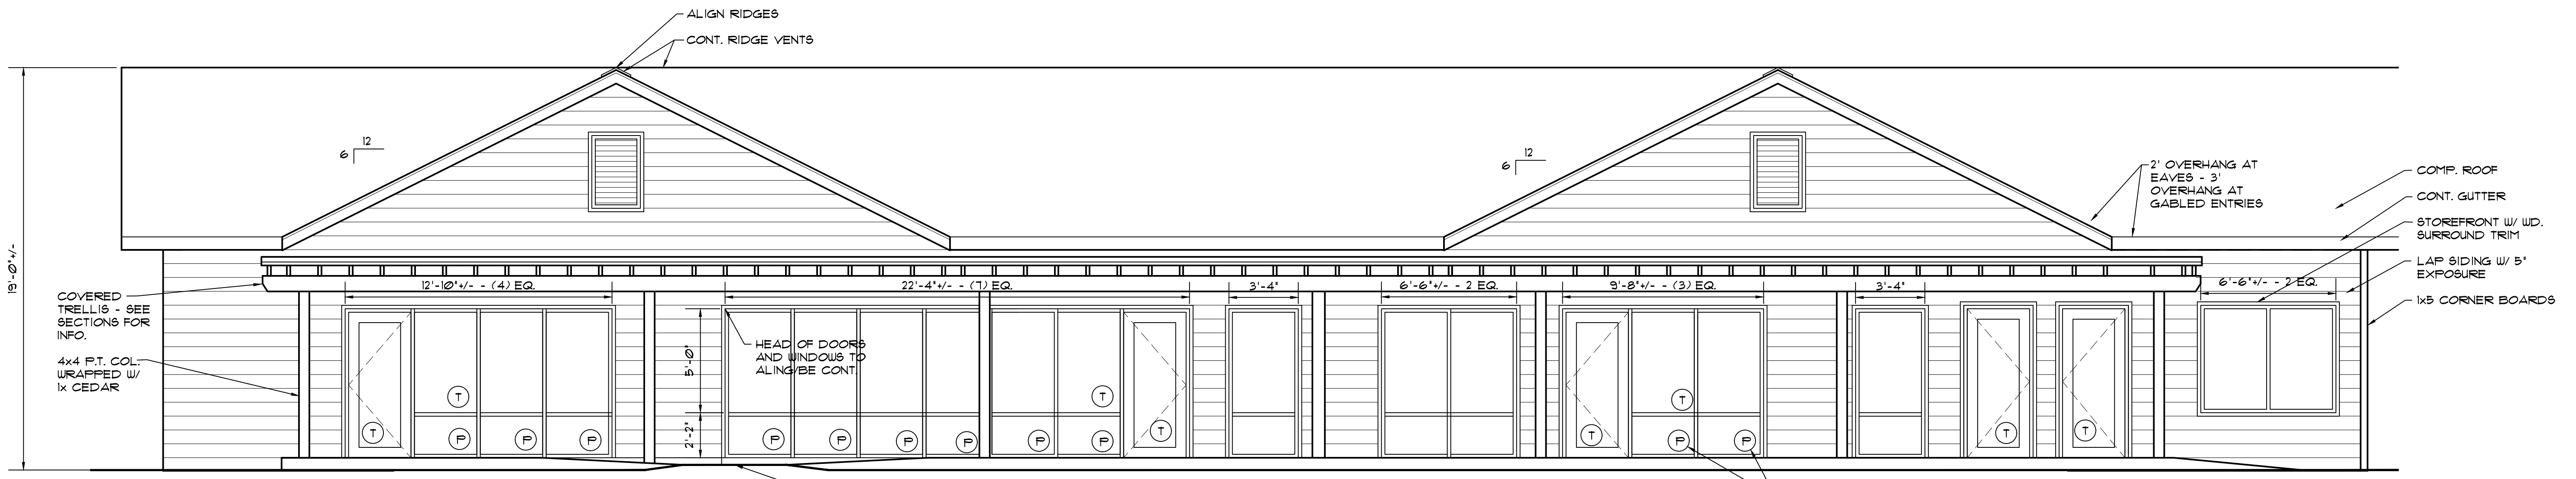 ALIGN RIDGES
CONT. RIDGE VENTS
19'-0"+/-
12
6
12
6
2' OVERHANG AT
EAVES - 3'
OVERHANG AT
GABLED ENTRIES
COMP. ROOF
CONT. GUTTER
STOREFRONT W/ WD.
SURROUND TRIM
LAP SIDING W/ 5"
EXPOSURE
1x5 CORNER BOARDS
COVERED
TRELLIS - SEE
SECTIONS FOR
INFO.
4x4 P.T. COL.
WRAPPED W/
1x CEDAR
12'-10"+/- - (4) EQ.
22'-4"+/- - (7) EQ.
3'-4"
6'-6"+/- - 2 EQ.
9'-8"+/- - (3) EQ.
3'-4"
6'-6"+/- - 2 EQ.
HEAD OF DOORS
AND WINDOWS TO
ALING/BE CONT.
5'-0"
2'-2"
T
T
P
P
P
P
P
P
P
P
T
P
T
T
T
P
P
T
T